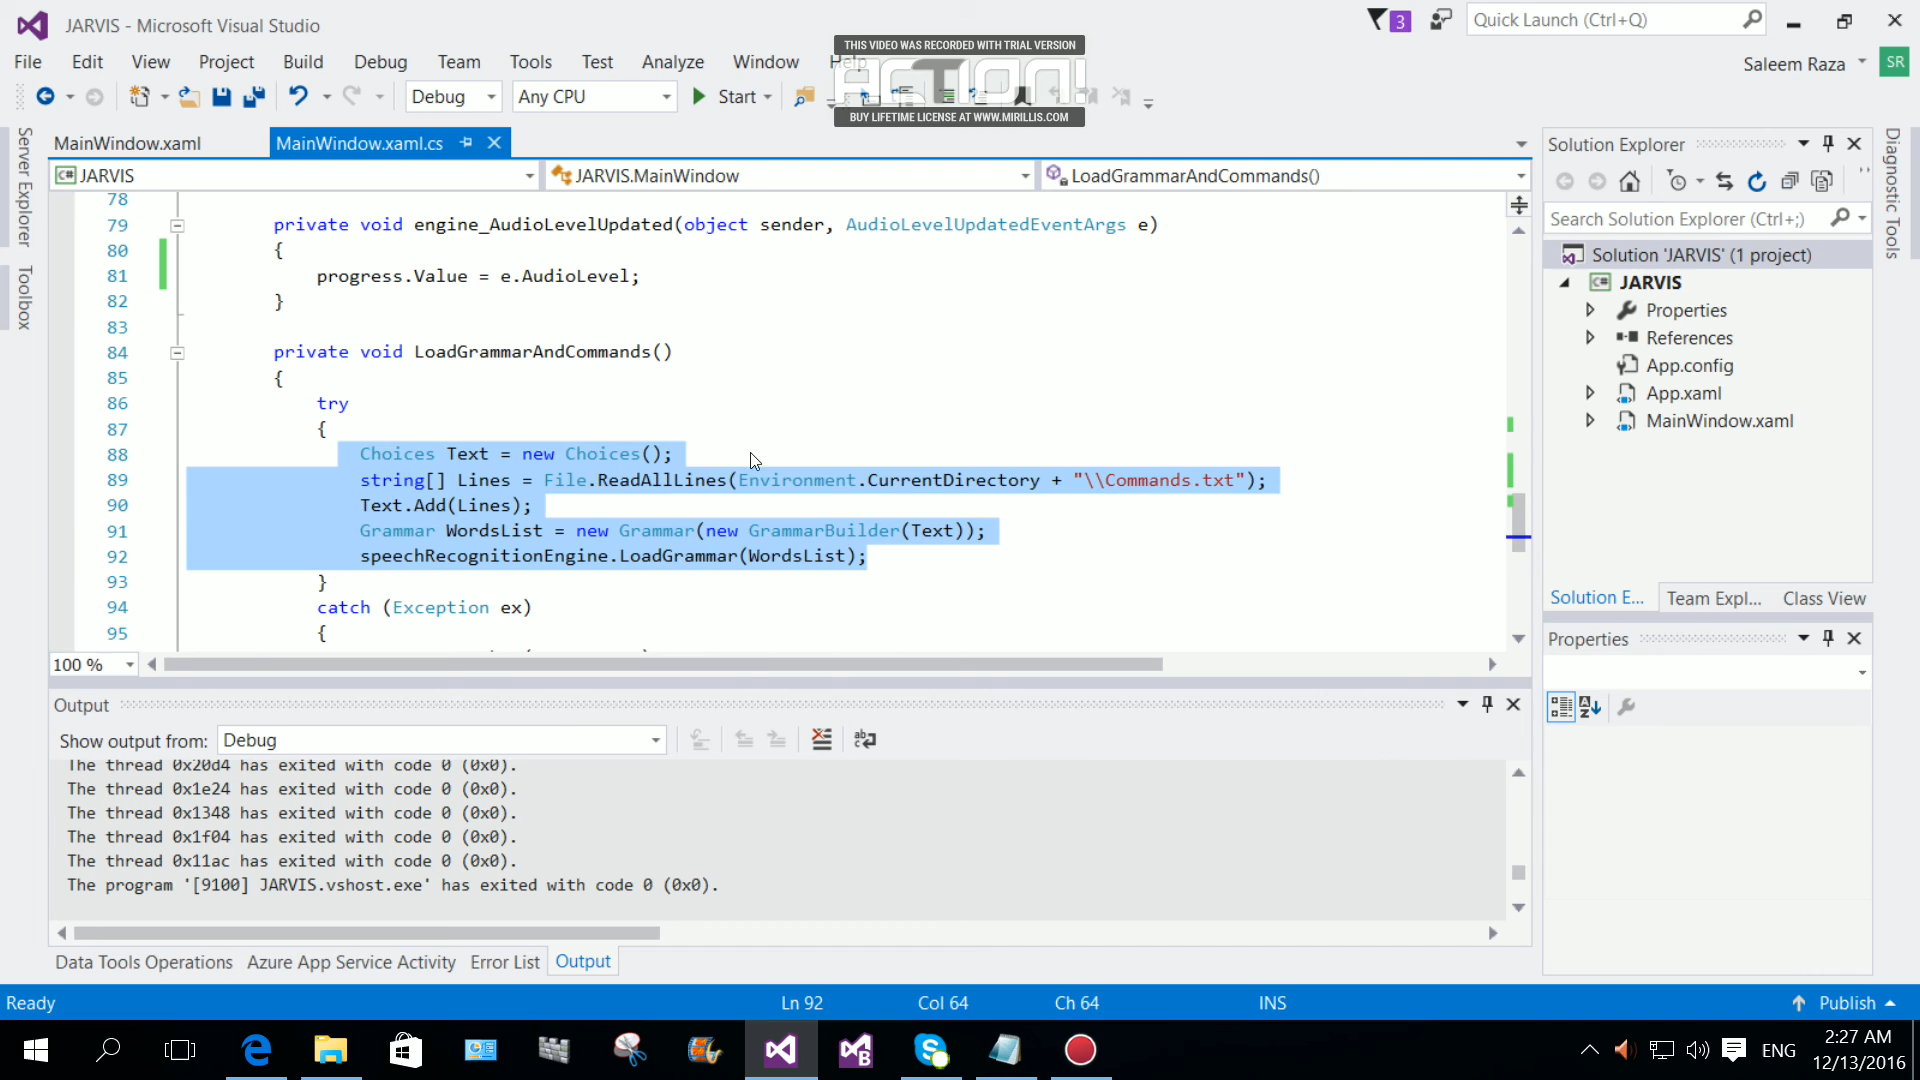 JARVIS - Microsoft Visual Studio
3
Quick Launch (Ctrl+Q)
File Edit View Project Build Debug Team Tools Test Analyze Window Help
THIS VIDEO WAS RECORDED WITH TRIAL VERSION
ACTION!
BUY LIFETIME LICENSE AT WWW.MIRILLIS.COM
Saleem Raza SR
Debug Any CPU Start
Server Explorer
Toolbox
MainWindow.xaml MainWindow.xaml.cs
C# JARVIS JARVIS.MainWindow LoadGrammarAndCommands()
78
79 private void engine_AudioLevelUpdated(object sender, AudioLevelUpdatedEventArgs e)
80 {
81 progress.Value = e.AudioLevel;
82 }
83
84 private void LoadGrammarAndCommands()
85 {
86 try
87 {
88 Choices Text = new Choices();
89 string[] Lines = File.ReadAllLines(Environment.CurrentDirectory + "\\Commands.txt");
90 Text.Add(Lines);
91 Grammar WordsList = new Grammar(new GrammarBuilder(Text));
92 speechRecognitionEngine.LoadGrammar(WordsList);
93 }
94 catch (Exception ex)
95 {
100 %
Output
Show output from: Debug
The thread 0x20d4 has exited with code 0 (0x0).
The thread 0x1e24 has exited with code 0 (0x0).
The thread 0x1348 has exited with code 0 (0x0).
The thread 0x1f04 has exited with code 0 (0x0).
The thread 0x11ac has exited with code 0 (0x0).
The program '[9100] JARVIS.vshost.exe' has exited with code 0 (0x0).
Data Tools Operations Azure App Service Activity Error List Output
Solution Explorer
Search Solution Explorer (Ctrl+;)
Solution 'JARVIS' (1 project)
C# JARVIS
Properties
References
App.config
App.xaml
MainWindow.xaml
Solution E... Team Expl... Class View
Properties
Diagnostic Tools
Ready Ln 92 Col 64 Ch 64 INS Publish
ENG
2:27 AM
12/13/2016